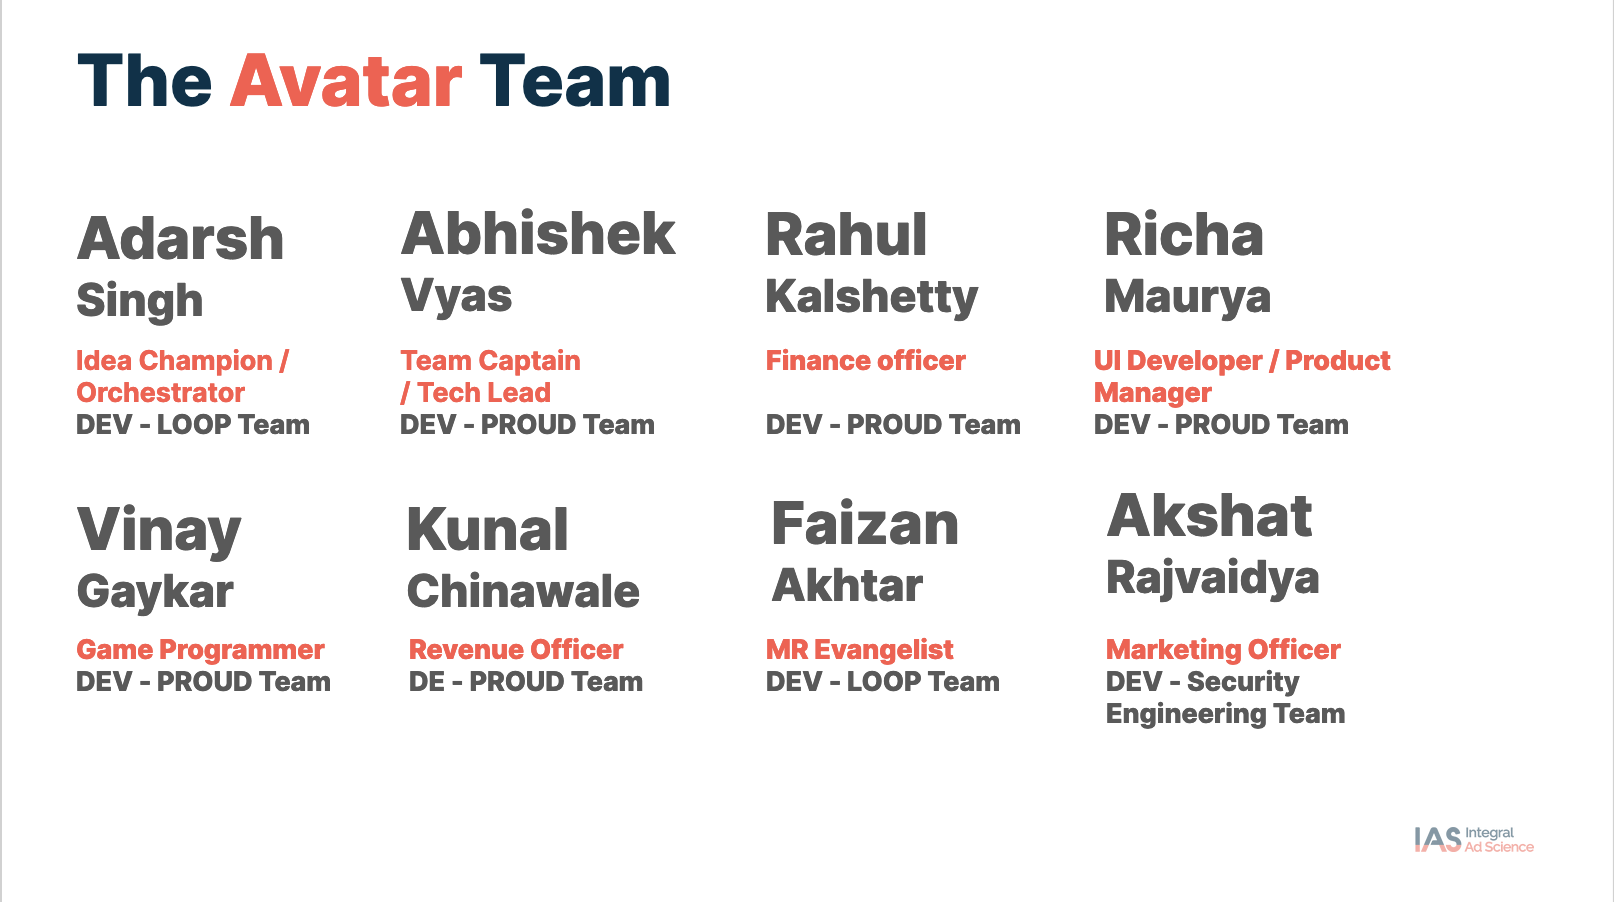 The Avatar Team
Adarsh
Singh
Idea Champion /
Orchestrator
DEV - LOOP Team
Abhishek
Vyas
Team Captain
/ Tech Lead
DEV - PROUD Team
Rahul
Kalshetty
Finance officer
DEV - PROUD Team
Richa
Maurya
UI Developer / Product
Manager
DEV - PROUD Team
Vinay
Gaykar
Game Programmer
DEV - PROUD Team
Kunal
Chinawale
Revenue Officer
DE - PROUD Team
Faizan
Akhtar
MR Evangelist
DEV - LOOP Team
Akshat
Rajvaidya
Marketing Officer
DEV - Security
Engineering Team
IAS Integral
Ad Science